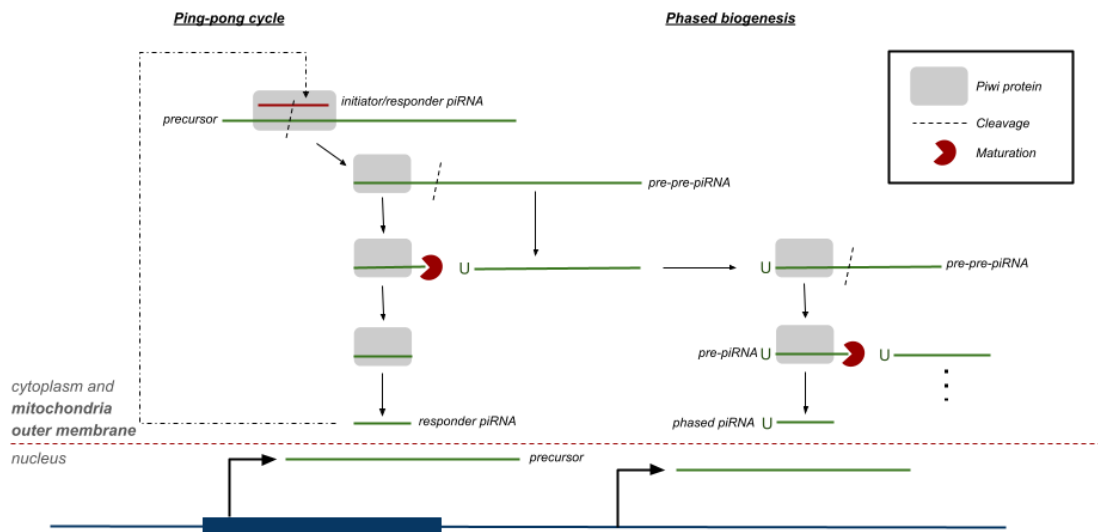 Ping-pong cycle
Phased biogenesis
Piwi protein
Cleavage
Maturation
initiator/responder piRNA
precursor
pre-pre-piRNA
U
U
pre-pre-piRNA
pre-piRNA U
U
responder piRNA
phased piRNA U
cytoplasm and
mitochondria
outer membrane
nucleus
precursor